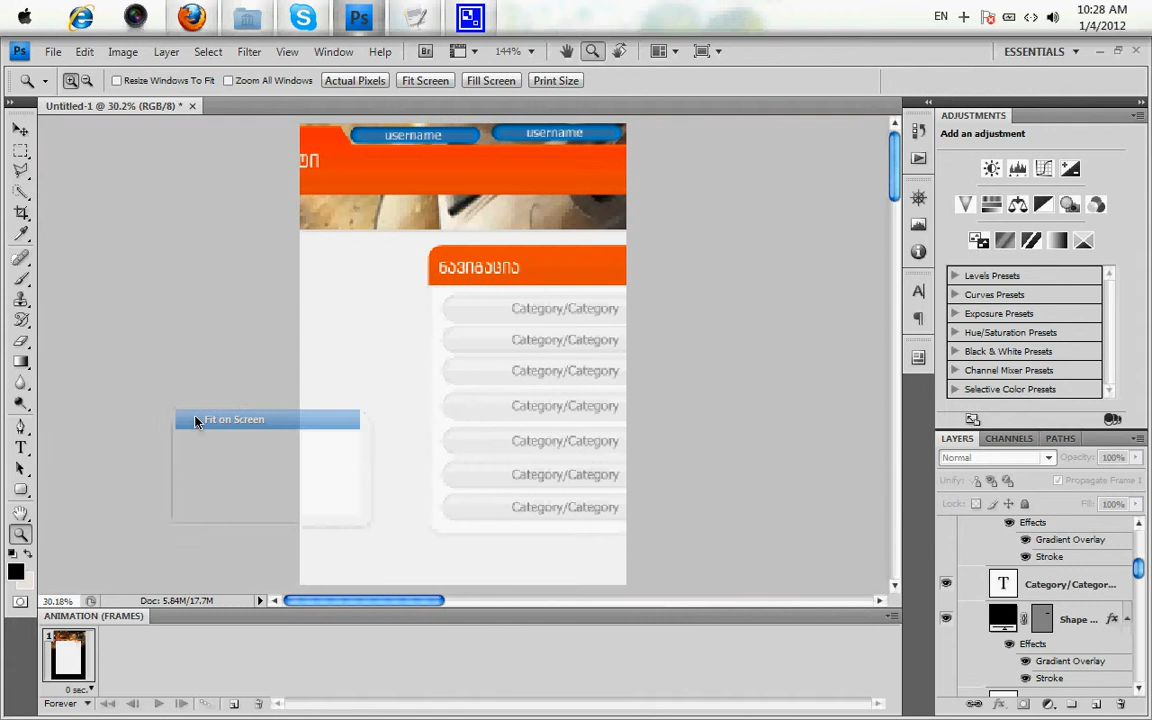 EN
10:28 AM
1/4/2012
Ps
File Edit Image Layer Select Filter View Window Help
Br
144%
ESSENTIALS
Resize Windows To Fit
Zoom All Windows
Actual Pixels
Fit Screen
Fill Screen
Print Size
Untitled-1 @ 30.2% (RGB/8) *
username
username
ნავიგაცია
Category/Category
Category/Category
Category/Category
Category/Category
Category/Category
Category/Category
Category/Category
Fit on Screen
30.18%
Doc: 5.84M/17.7M
ANIMATION (FRAMES)
1
0 sec.
Forever
ADJUSTMENTS
Add an adjustment
Levels Presets
Curves Presets
Exposure Presets
Hue/Saturation Presets
Black & White Presets
Channel Mixer Presets
Selective Color Presets
LAYERS CHANNELS PATHS
Normal
Opacity: 100%
Unify:
Propagate Frame 1
Lock:
Fill: 100%
Effects
Gradient Overlay
Stroke
T
Category/Categor...
Shape ...
fx
Effects
Gradient Overlay
Stroke